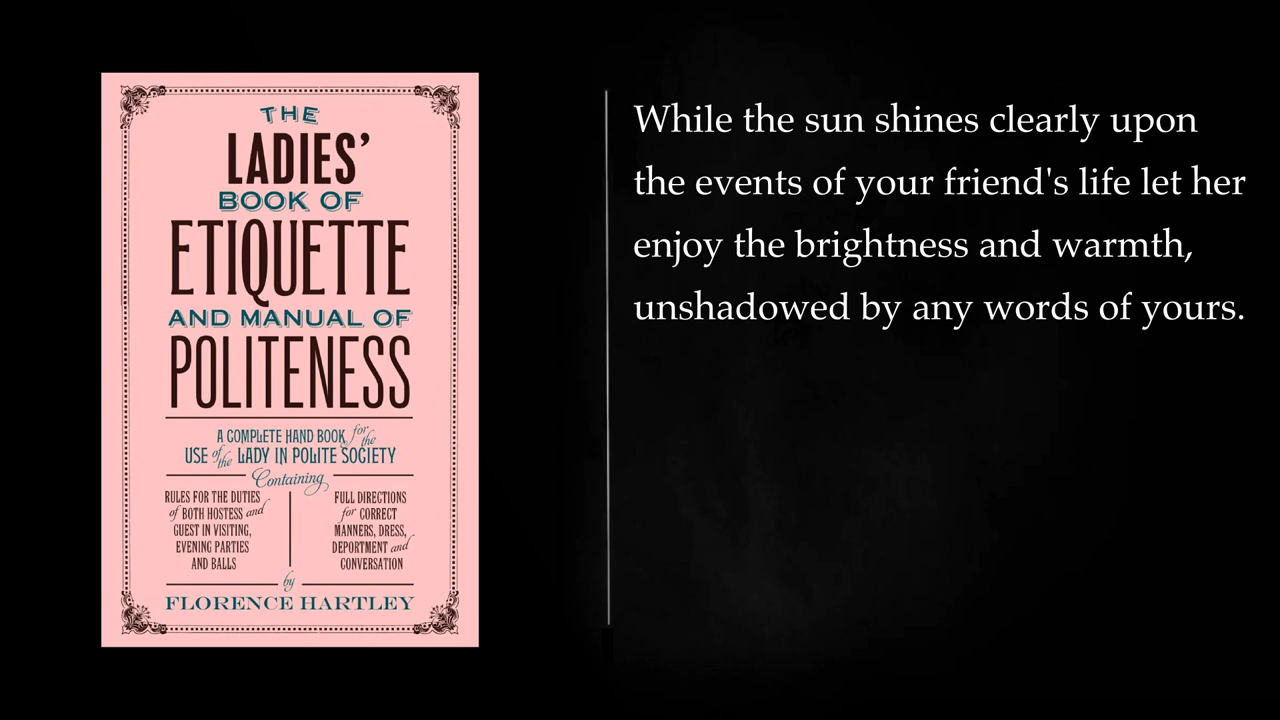 THE
LADIES'
BOOK OF
ETIQUETTE
AND MANUAL OF
POLITENESS
A COMPLETE HAND BOOK for the
USE of the LADY IN POLITE SOCIETY
Containing
RULES FOR THE DUTIES
of BOTH HOSTESS and
GUEST IN VISITING,
EVENING PARTIES
AND BALLS
FULL DIRECTIONS
for CORRECT
MANNERS, DRESS,
DEPORTMENT and
CONVERSATION
by
FLORENCE HARTLEY
While the sun shines clearly upon
the events of your friend's life let her
enjoy the brightness and warmth,
unshadowed by any words of yours.